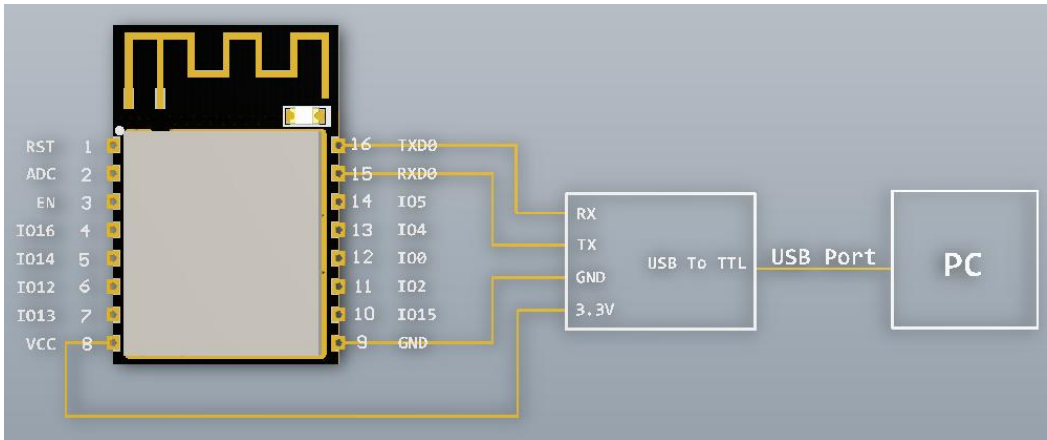 RST 1
ADC 2
EN 3
IO16 4
IO14 5
IO12 6
IO13 7
VCC 8
16 TXD0
15 RXD0
14 IO5
13 IO4
12 IO0
11 IO2
10 IO15
9 GND
RX
TX
GND
3.3V
USB To TTL
USB Port
PC